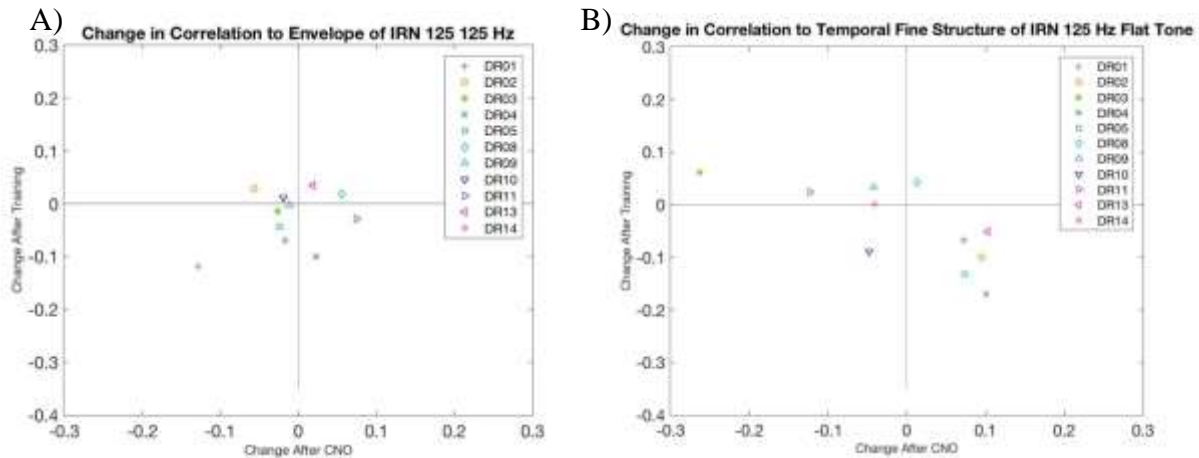 A)
Change in Correlation to Envelope of IRN 125 125 Hz
0.3
0.2
0.1
0
-0.1
-0.2
-0.3
-0.4
-0.3
-0.2
-0.1
0
0.1
0.2
0.3
Change After Training
Change After CNO
DR01
DR02
DR03
DR04
DR05
DR08
DR09
DR10
DR11
DR13
DR14
B)
Change in Correlation to Temporal Fine Structure of IRN 125 Hz Flat Tone
0.3
0.2
0.1
0
-0.1
-0.2
-0.3
-0.4
-0.3
-0.2
-0.1
0
0.1
0.2
0.3
Change After Training
Change After CNO
DR01
DR02
DR03
DR04
DR05
DR08
DR09
DR10
DR11
DR13
DR14